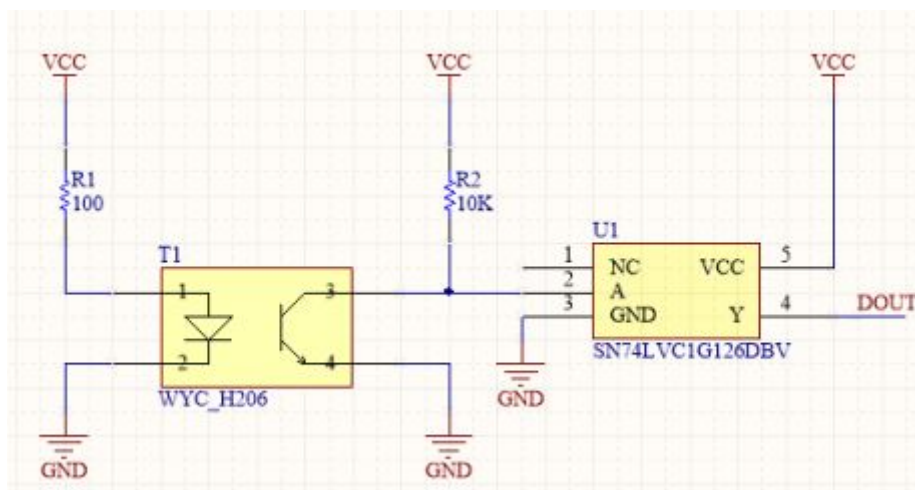 VCC
VCC
VCC
R1
100
R2
10K
T1
1
2
3
4
WYC_H206
U1
1
2
3
NC
A
GND
VCC
Y
5
4
DOUT
SN74LVC1G126DBV
GND
GND
GND